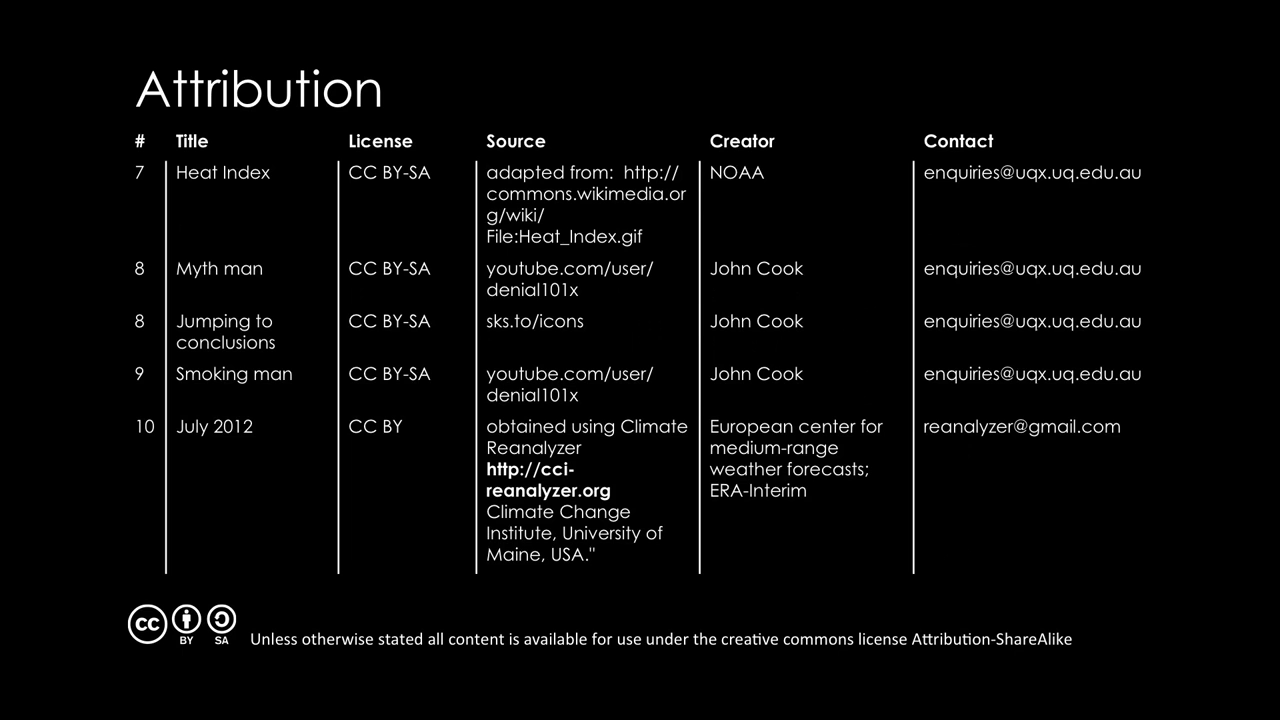 Attribution
# Title License Source Creator Contact
7 Heat Index CC BY-SA adapted from: http:// NOAA enquiries@uqx.uq.edu.au
commons.wikimedia.or
g/wiki/
File:Heat_Index.gif
8 Myth man CC BY-SA youtube.com/user/ John Cook enquiries@uqx.uq.edu.au
denial101x
8 Jumping to CC BY-SA sks.to/icons John Cook enquiries@uqx.uq.edu.au
conclusions
9 Smoking man CC BY-SA youtube.com/user/ John Cook enquiries@uqx.uq.edu.au
denial101x
10 July 2012 CC BY obtained using Climate European center for reanalyzer@gmail.com
Reanalyzer medium-range
http://cci- weather forecasts;
reanalyzer.org ERA-Interim
Climate Change
Institute, University of
Maine, USA."
cc BY SA Unless otherwise stated all content is available for use under the creative commons license Attribution-ShareAlike